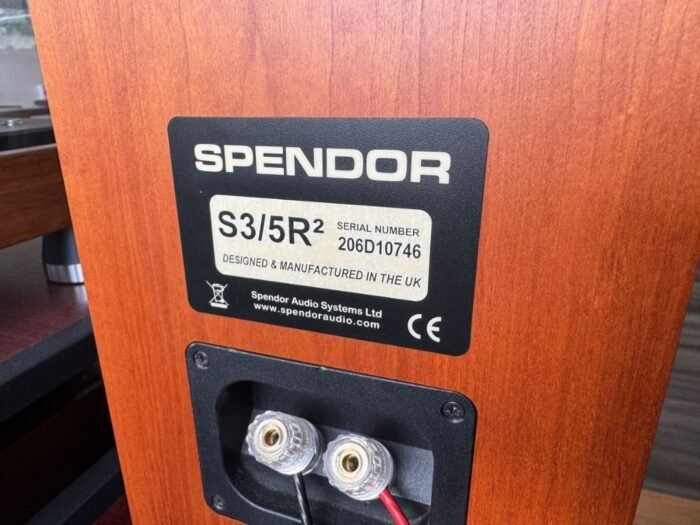 SPENDOR
S3/5R²
SERIAL NUMBER
206D10746
DESIGNED & MANUFACTURED IN THE UK
Spendor Audio Systems Ltd
www.spendoraudio.com
CE